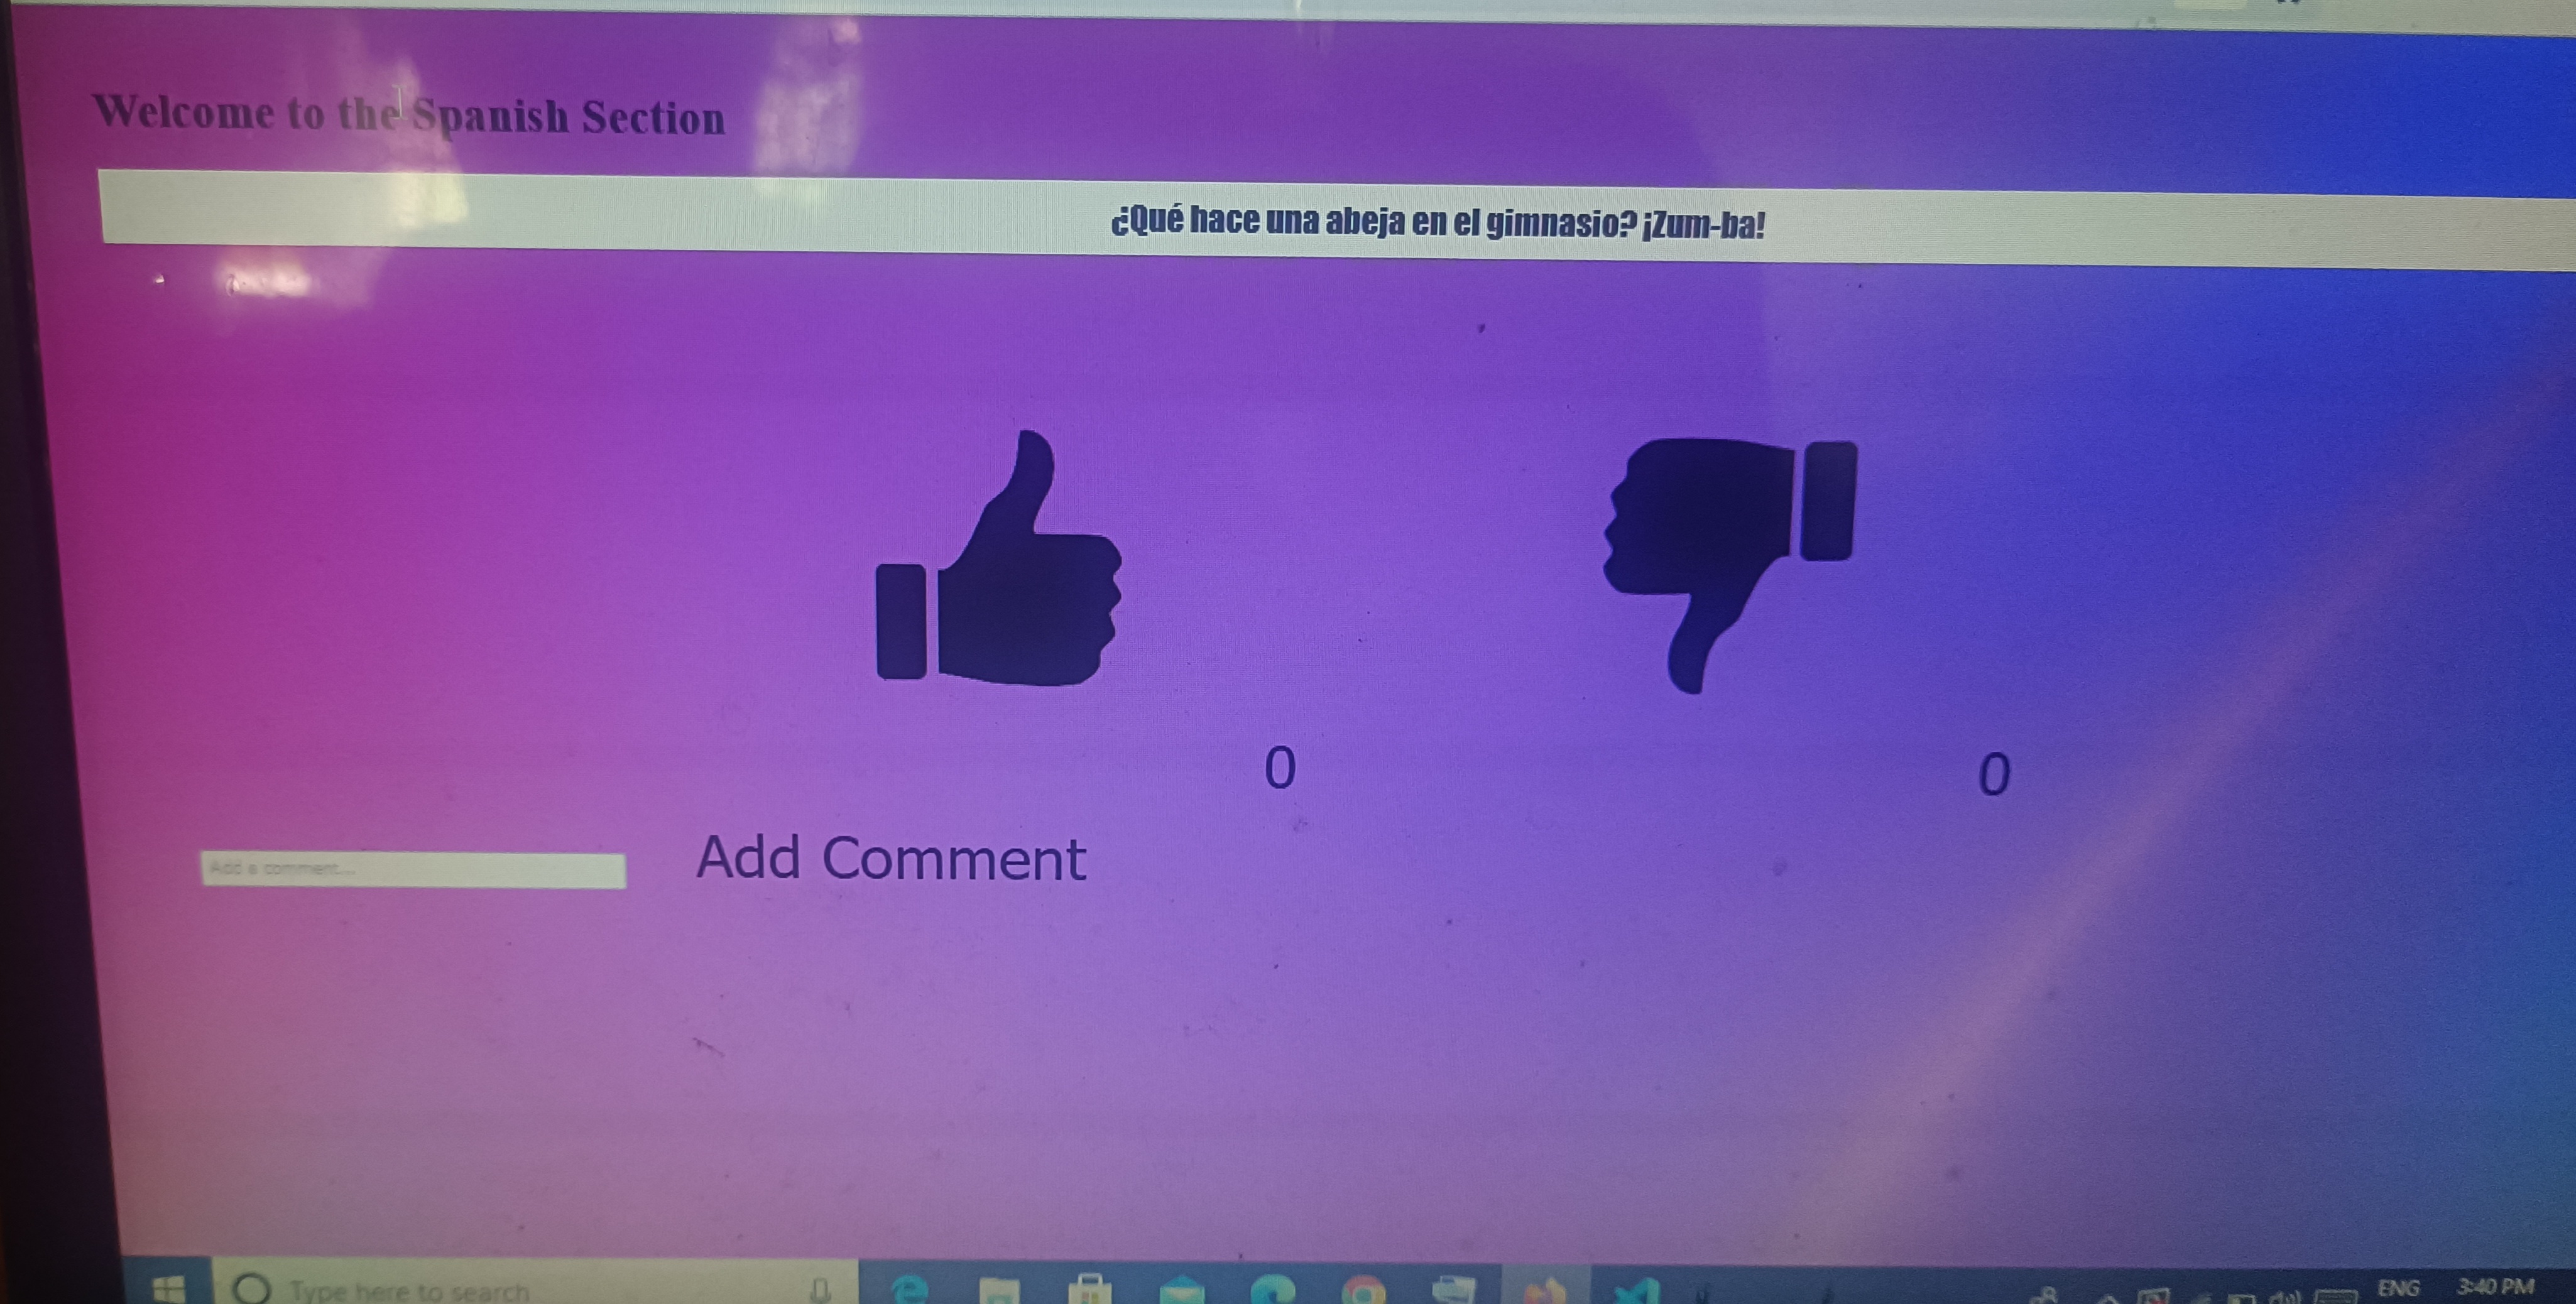 Welcome to the Spanish Section
¿Qué hace una abeja en el gimnasio? ¡Zum-ba!
0
0
Add a comment...
Add Comment
Type here to search
ENG
3:40 PM